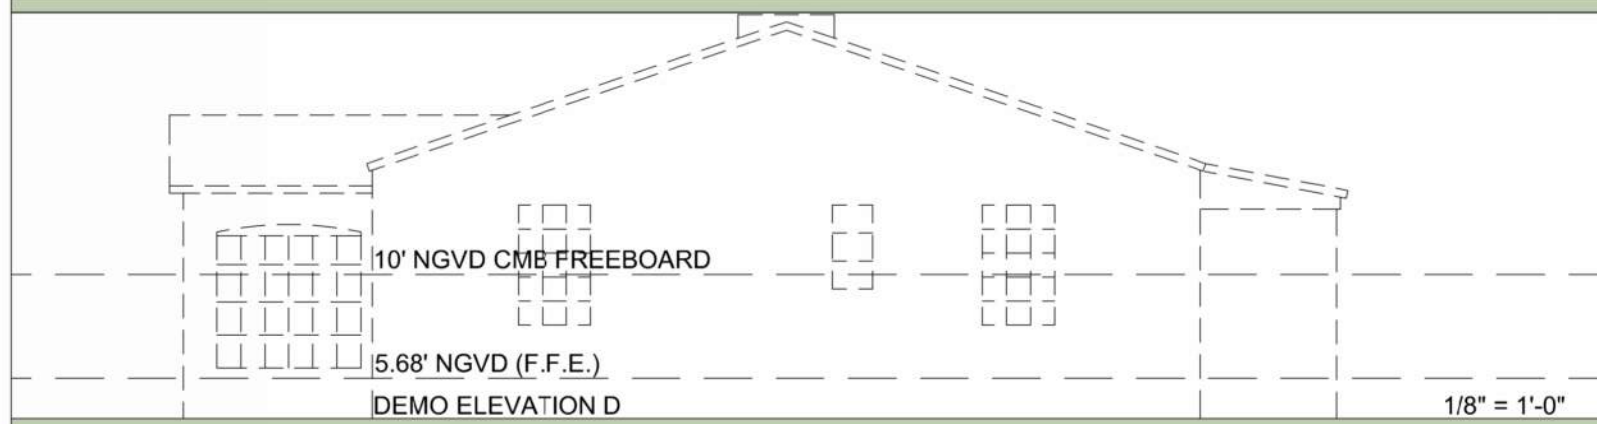 10' NGVD CMB FREEBOARD
5.68' NGVD (F.F.E.)
DEMO ELEVATION D
1/8" = 1'-0"